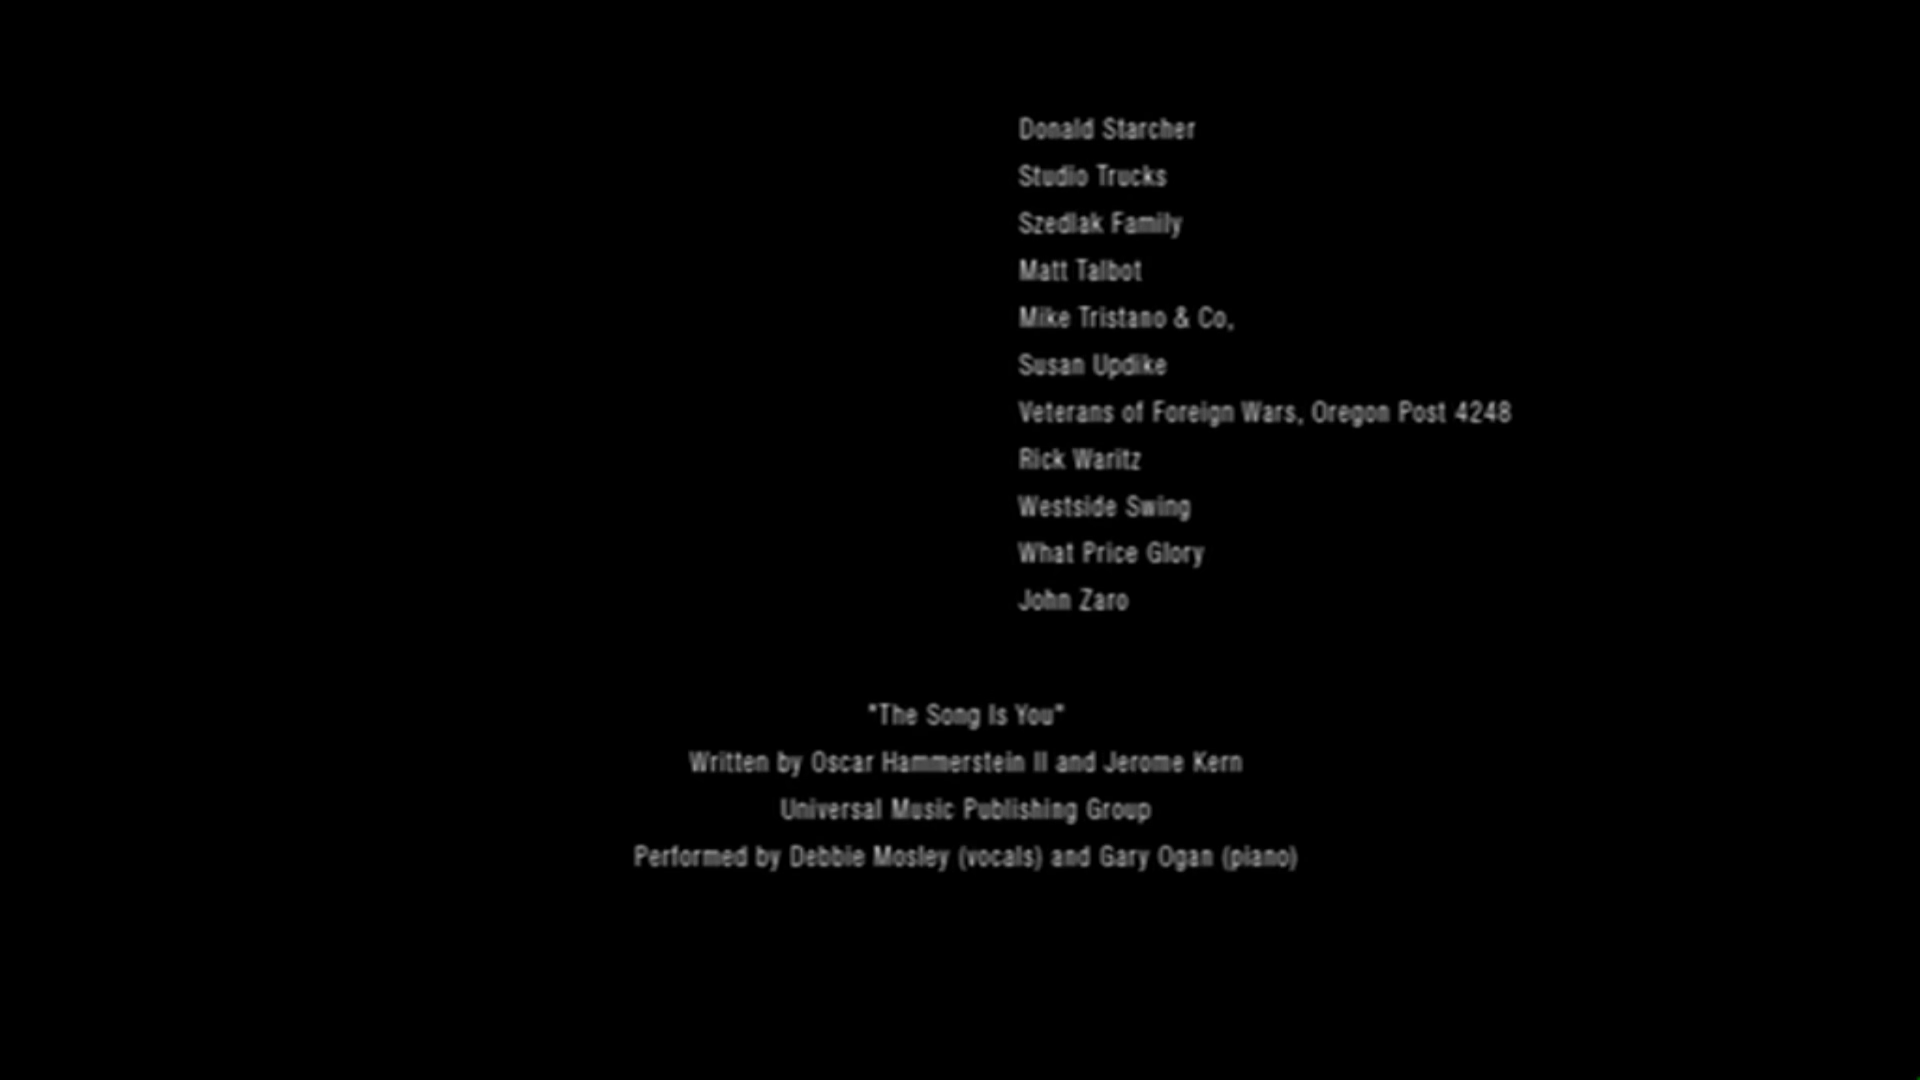 Donald Starcher
Studio Trucks
Szedlak Family
Matt Talbot
Mike Tristano & Co,
Susan Updike
Veterans of Foreign Wars, Oregon Post 4248
Rick Waritz
Westside Swing
What Price Glory
John Zaro
"The Song Is You"
Written by Oscar Hammerstein II and Jerome Kern
Universal Music Publishing Group
Performed by Debbie Mosley (vocals) and Gary Ogan (piano)